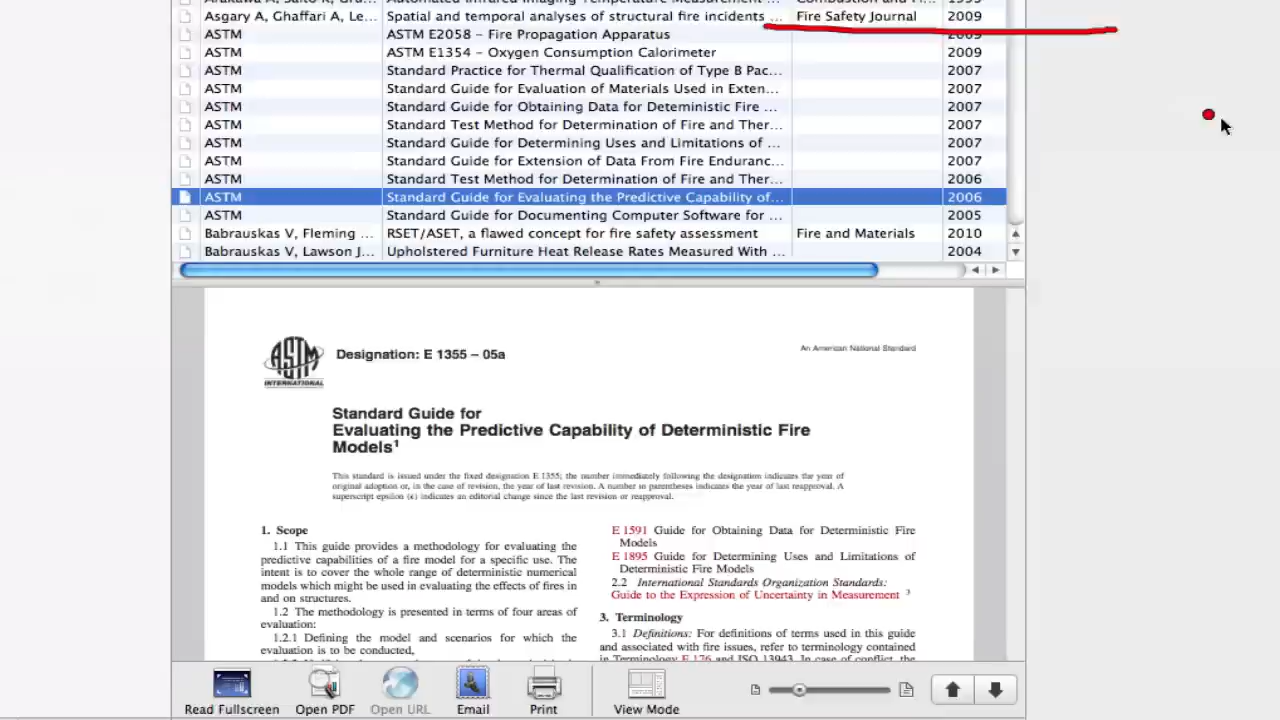 Asgary A, Ghaffari A, Le... Spatial and temporal analyses of structural fire incidents ... Fire Safety Journal 2009
ASTM ASTM E2058 – Fire Propagation Apparatus 2009
ASTM ASTM E1354 – Oxygen Consumption Calorimeter 2009
ASTM Standard Practice for Thermal Qualification of Type B Pac... 2007
ASTM Standard Guide for Evaluation of Materials Used in Exten... 2007
ASTM Standard Guide for Obtaining Data for Deterministic Fire ... 2007
ASTM Standard Test Method for Determination of Fire and Ther... 2007
ASTM Standard Guide for Determining Uses and Limitations of ... 2007
ASTM Standard Guide for Extension of Data From Fire Enduranc... 2007
ASTM Standard Test Method for Determination of Fire and Ther... 2006
ASTM Standard Guide for Evaluating the Predictive Capability of... 2006
ASTM Standard Guide for Documenting Computer Software for ... 2005
Babrauskas V, Fleming ... RSET/ASET, a flawed concept for fire safety assessment Fire and Materials 2010
Babrauskas V, Lawson J... Upholstered Furniture Heat Release Rates Measured With ... 2004
ASTM
INTERNATIONAL
Designation: E 1355 – 05a
An American National Standard
Standard Guide for
Evaluating the Predictive Capability of Deterministic Fire
Models¹
This standard is issued under the fixed designation E 1355; the number immediately following the designation indicates the year of
original adoption or, in the case of revision, the year of last revision. A number in parentheses indicates the year of last reapproval. A
superscript epsilon (ϵ) indicates an editorial change since the last revision or reapproval.
1. Scope
1.1 This guide provides a methodology for evaluating the
predictive capabilities of a fire model for a specific use. The
intent is to cover the whole range of deterministic numerical
models which might be used in evaluating the effects of fires in
and on structures.
1.2 The methodology is presented in terms of four areas of
evaluation:
1.2.1 Defining the model and scenarios for which the
evaluation is to be conducted,
E 1591 Guide for Obtaining Data for Deterministic Fire
Models
E 1895 Guide for Determining Uses and Limitations of
Deterministic Fire Models
2.2 International Standards Organization Standards:
Guide to the Expression of Uncertainty in Measurement ³
3. Terminology
3.1 Definitions: For definitions of terms used in this guide
and associated with fire issues, refer to terminology contained
in Terminology E 176 and ISO 13943. In case of conflict, the
Read Fullscreen Open PDF Open URL Email Print View Mode